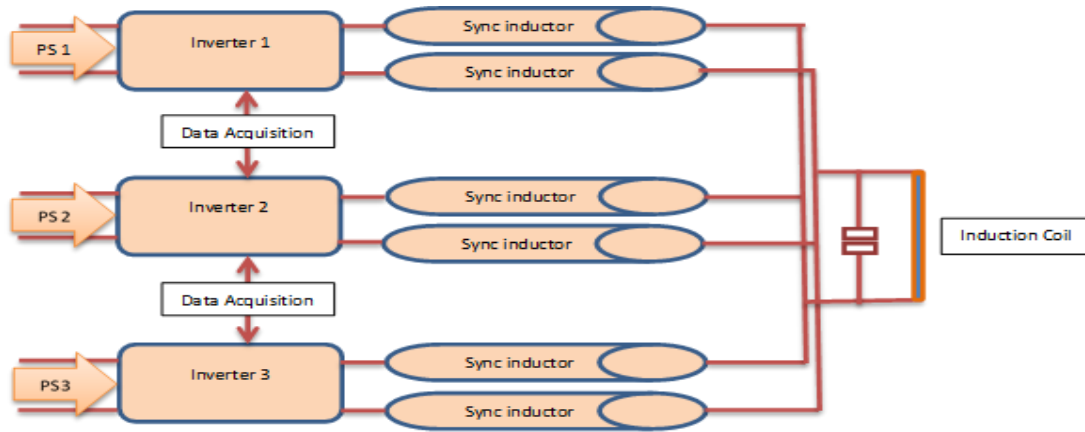 Sync inductor
PS 1
Inverter 1
Sync inductor
Data Acquisition
Sync inductor
PS 2
Inverter 2
Sync inductor
Induction Coil
Data Acquisition
Sync inductor
PS3
Inverter 3
Sync inductor